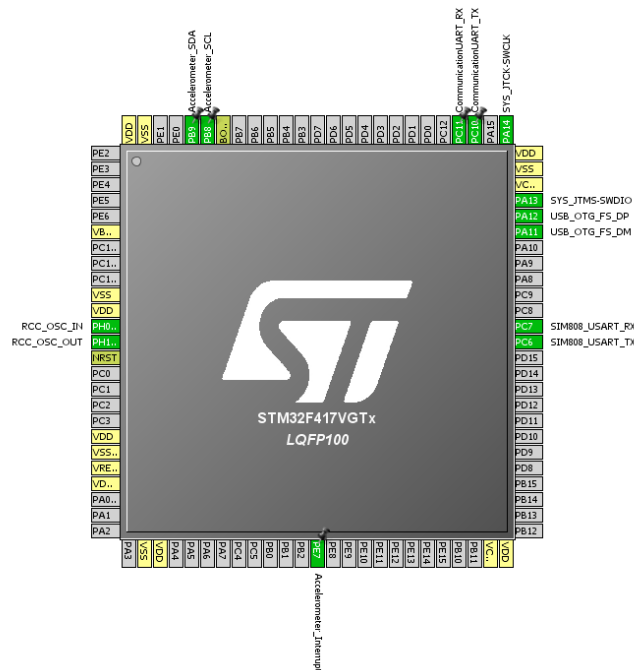 Accelerometer_SDA
Accelerometer_SCL
CommunicationUART_RX
CommunicationUART_TX
SYS_JTCK-SWCLK
VDD
VSS
PE1
PE0
PB9..
PB8..
BO..
PB7
PB6
PB5
PB4
PB3
PD7
PD6
PD5
PD4
PD3
PD2
PD1
PD0
PC12
PC11
PC10
PA15
PA14
PE2
PE3
PE4
PE5
PE6
VB..
PC1..
PC1..
PC1..
VSS
VDD
RCC_OSC_IN PH0..
RCC_OSC_OUT PH1..
NRST
PC0
PC1
PC2
PC3
VDD
VSS..
VRE..
VD..
PA0..
PA1
PA2
STM32F417VGTx
LQFP100
VDD
VSS
VC..
PA13 SYS_JTMS-SWDIO
PA12 USB_OTG_FS_DP
PA11 USB_OTG_FS_DM
PA10
PA9
PA8
PC9
PC8
PC7 SIM808_USART_RX
PC6 SIM808_USART_TX
PD15
PD14
PD13
PD12
PD11
PD10
PD9
PD8
PB15
PB14
PB13
PB12
PA3
VSS
VDD
PA4
PA5
PA6
PA7
PC4
PC5
PB0
PB1
PB2
PE7
PE8
PE9
PE10
PE11
PE12
PE13
PE14
PE15
PB10
PB11
VC..
VDD
Accelerometer_Interrupt